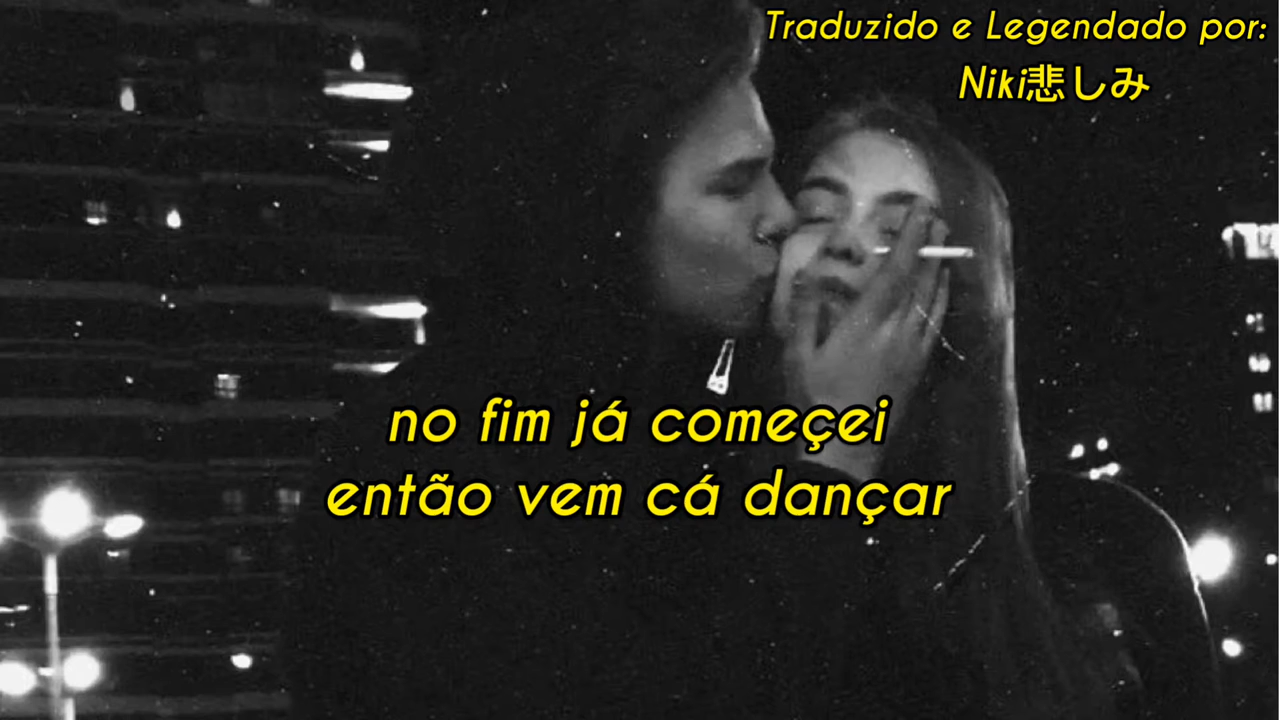 Traduzido e Legendado por:
Niki悲しみ
no fim já começei
então vem cá dançar